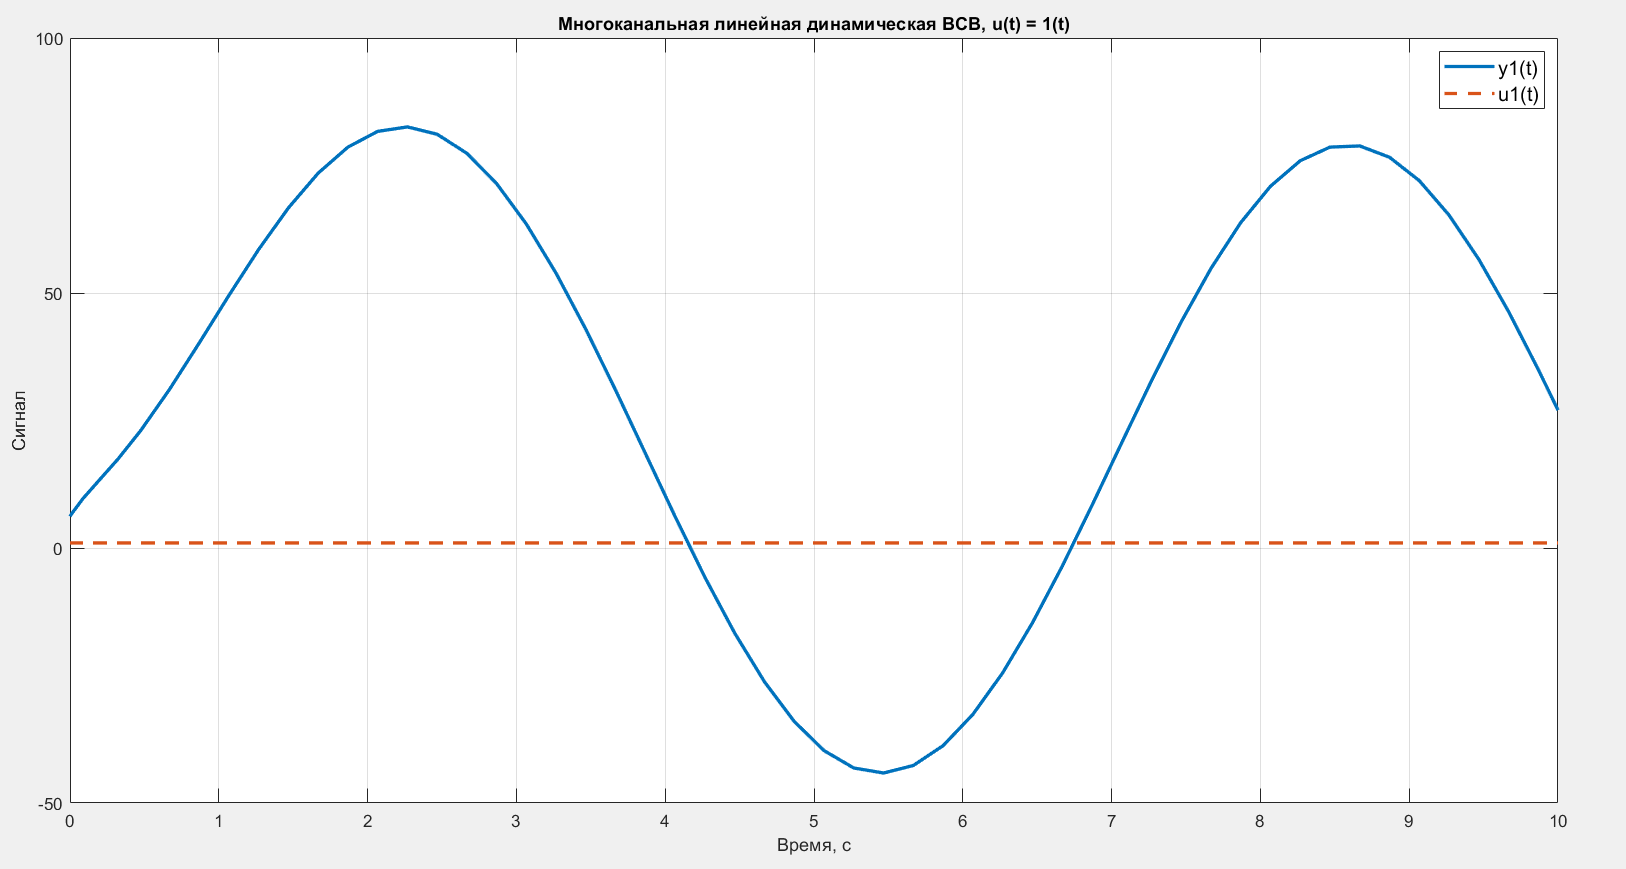 Многоканальная линейная динамическая ВСВ, u(t) = 1(t)
y1(t)
u1(t)
100
50
0
-50
Сигнал
0 1 2 3 4 5 6 7 8 9 10
Время, с